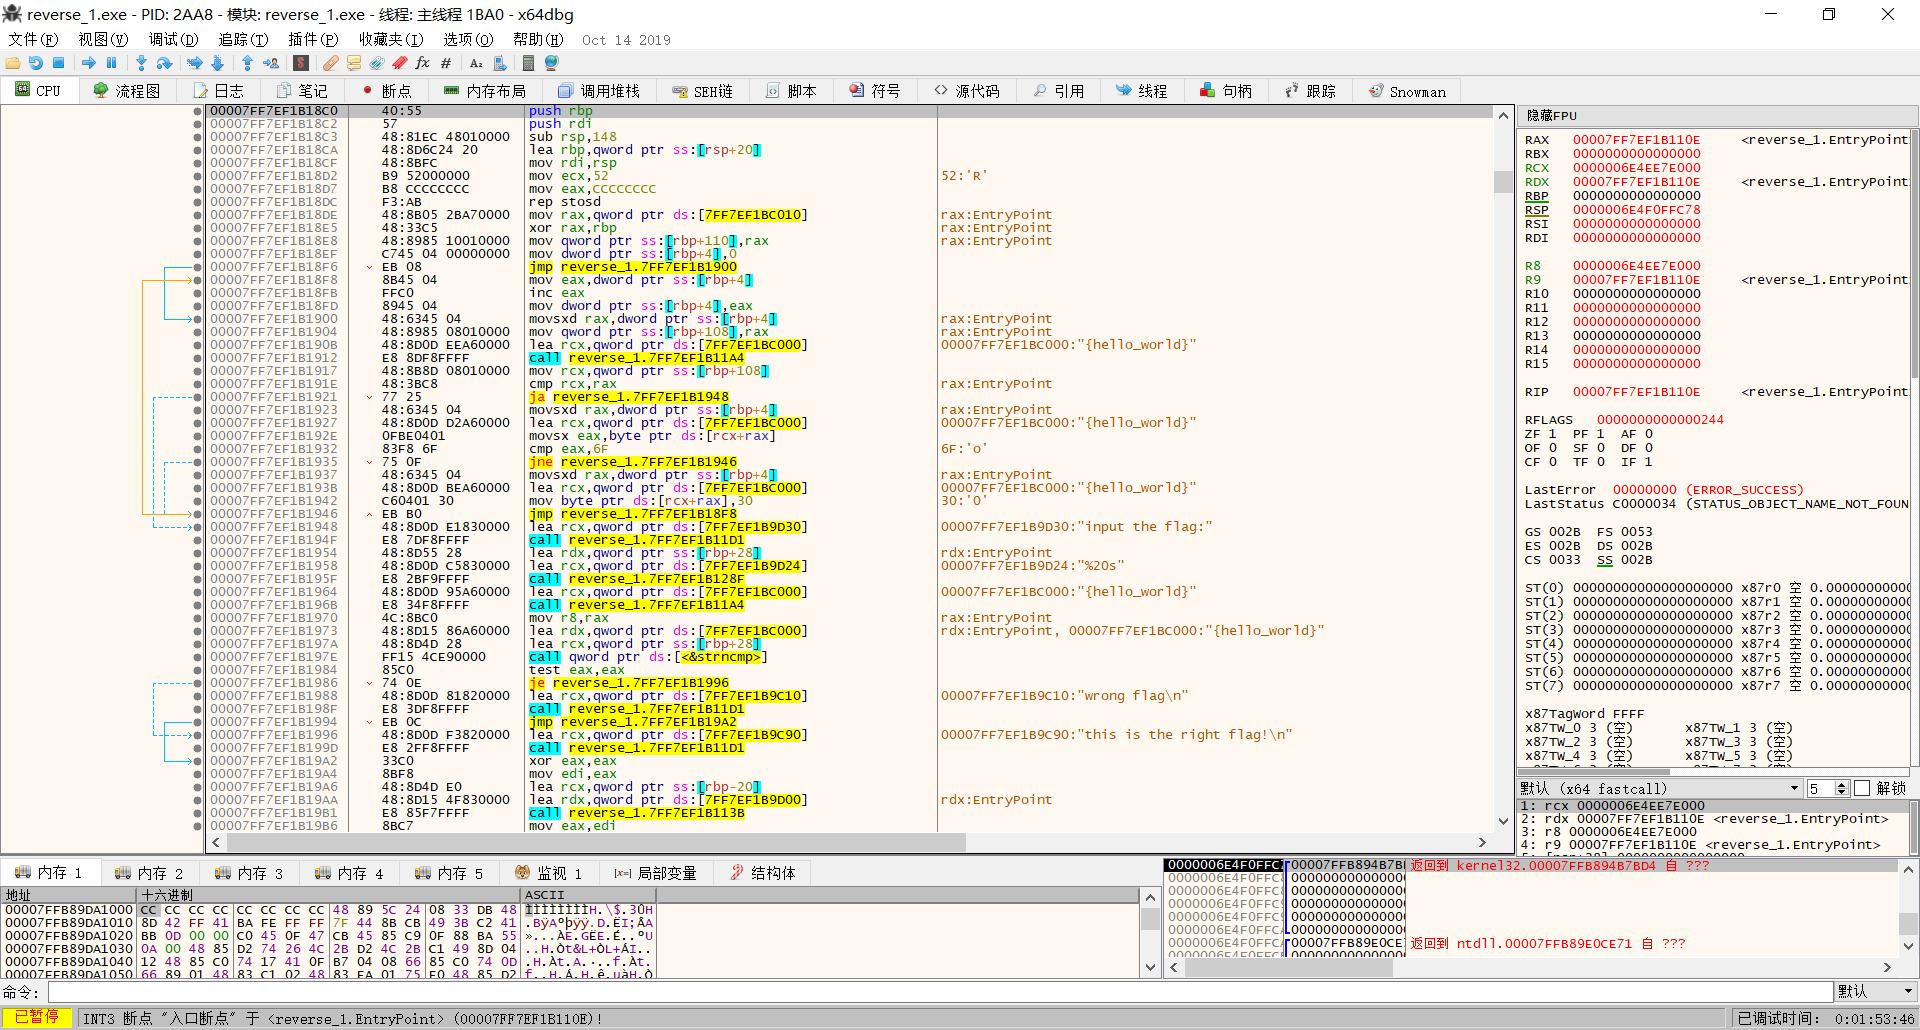 reverse_1.exe - PID: 2AA8 - 模块: reverse_1.exe - 线程: 主线程 1BA0 - x64dbg
文件(F) 视图(V) 调试(D) 追踪(T) 插件(P) 收藏夹(I) 选项(O) 帮助(H) Oct 14 2019
CPU 流程图 日志 笔记 断点 内存布局 调用堆栈 SEH链 脚本 符号 源代码 引用 线程 句柄 跟踪 Snowman
00007FF7EF1B18C0 40:55 push rbp
00007FF7EF1B18C2 57 push rdi
00007FF7EF1B18C3 48:81EC 48010000 sub rsp,148
00007FF7EF1B18CA 48:8D6C24 20 lea rbp,qword ptr ss:[rsp+20]
00007FF7EF1B18CF 48:8BFC mov rdi,rsp
00007FF7EF1B18D2 B9 52000000 mov ecx,52 52:'R'
00007FF7EF1B18D7 B8 CCCCCCCC mov eax,CCCCCCCC
00007FF7EF1B18DC F3:AB rep stosd
00007FF7EF1B18DE 48:8B05 2BA70000 mov rax,qword ptr ds:[7FF7EF1BC010] rax:EntryPoint
00007FF7EF1B18E5 48:33C5 xor rax,rbp rax:EntryPoint
00007FF7EF1B18E8 48:8985 10010000 mov qword ptr ss:[rbp+110],rax rax:EntryPoint
00007FF7EF1B18EF C745 04 00000000 mov dword ptr ss:[rbp+4],0
00007FF7EF1B18F6 EB 08 jmp reverse_1.7FF7EF1B1900
00007FF7EF1B18F8 8B45 04 mov eax,dword ptr ss:[rbp+4]
00007FF7EF1B18FB FFC0 inc eax
00007FF7EF1B18FD 8945 04 mov dword ptr ss:[rbp+4],eax
00007FF7EF1B1900 48:6345 04 movsxd rax,dword ptr ss:[rbp+4] rax:EntryPoint
00007FF7EF1B1904 48:8985 08010000 mov qword ptr ss:[rbp+108],rax rax:EntryPoint
00007FF7EF1B190B 48:8D0D EEA60000 lea rcx,qword ptr ds:[7FF7EF1BC000] 00007FF7EF1BC000:"{hello_world}"
00007FF7EF1B1912 E8 8DF8FFFF call reverse_1.7FF7EF1B11A4
00007FF7EF1B1917 48:8B8D 08010000 mov rcx,qword ptr ss:[rbp+108]
00007FF7EF1B191E 48:3BC8 cmp rcx,rax rax:EntryPoint
00007FF7EF1B1921 77 25 ja reverse_1.7FF7EF1B1948
00007FF7EF1B1923 48:6345 04 movsxd rax,dword ptr ss:[rbp+4] rax:EntryPoint
00007FF7EF1B1927 48:8D0D D2A60000 lea rcx,qword ptr ds:[7FF7EF1BC000] 00007FF7EF1BC000:"{hello_world}"
00007FF7EF1B192E 0FBE0401 movsx eax,byte ptr ds:[rcx+rax]
00007FF7EF1B1932 83F8 6F cmp eax,6F 6F:'o'
00007FF7EF1B1935 75 0F jne reverse_1.7FF7EF1B1946
00007FF7EF1B1937 48:6345 04 movsxd rax,dword ptr ss:[rbp+4] rax:EntryPoint
00007FF7EF1B193B 48:8D0D BEA60000 lea rcx,qword ptr ds:[7FF7EF1BC000] 00007FF7EF1BC000:"{hello_world}"
00007FF7EF1B1942 C60401 30 mov byte ptr ds:[rcx+rax],30 30:'0'
00007FF7EF1B1946 EB B0 jmp reverse_1.7FF7EF1B18F8
00007FF7EF1B1948 48:8D0D E1830000 lea rcx,qword ptr ds:[7FF7EF1B9D30] 00007FF7EF1B9D30:"input the flag:"
00007FF7EF1B194F E8 7DF8FFFF call reverse_1.7FF7EF1B11D1
00007FF7EF1B1954 48:8D55 28 lea rdx,qword ptr ss:[rbp+28] rdx:EntryPoint
00007FF7EF1B1958 48:8D0D C5830000 lea rcx,qword ptr ds:[7FF7EF1B9D24] 00007FF7EF1B9D24:"%20s"
00007FF7EF1B195F E8 2BF9FFFF call reverse_1.7FF7EF1B128F
00007FF7EF1B1964 48:8D0D 95A60000 lea rcx,qword ptr ds:[7FF7EF1BC000] 00007FF7EF1BC000:"{hello_world}"
00007FF7EF1B196B E8 34F8FFFF call reverse_1.7FF7EF1B11A4
00007FF7EF1B1970 4C:8BC0 mov r8,rax rax:EntryPoint
00007FF7EF1B1973 48:8D15 86A60000 lea rdx,qword ptr ds:[7FF7EF1BC000] rdx:EntryPoint, 00007FF7EF1BC000:"{hello_world}"
00007FF7EF1B197A 48:8D4D 28 lea rcx,qword ptr ss:[rbp+28]
00007FF7EF1B197E FF15 4CE90000 call qword ptr ds:[<&strncmp>]
00007FF7EF1B1984 85C0 test eax,eax
00007FF7EF1B1986 74 0E je reverse_1.7FF7EF1B1996
00007FF7EF1B1988 48:8D0D 81820000 lea rcx,qword ptr ds:[7FF7EF1B9C10] 00007FF7EF1B9C10:"wrong flag\n"
00007FF7EF1B198F E8 3DF8FFFF call reverse_1.7FF7EF1B11D1
00007FF7EF1B1994 EB 0C jmp reverse_1.7FF7EF1B19A2
00007FF7EF1B1996 48:8D0D F3820000 lea rcx,qword ptr ds:[7FF7EF1B9C90] 00007FF7EF1B9C90:"this is the right flag!\n"
00007FF7EF1B199D E8 2FF8FFFF call reverse_1.7FF7EF1B11D1
00007FF7EF1B19A2 33C0 xor eax,eax
00007FF7EF1B19A4 8BF8 mov edi,eax
00007FF7EF1B19A6 48:8D4D E0 lea rcx,qword ptr ss:[rbp-20]
00007FF7EF1B19AA 48:8D15 4F830000 lea rdx,qword ptr ds:[7FF7EF1B9D00] rdx:EntryPoint
00007FF7EF1B19B1 E8 85F7FFFF call reverse_1.7FF7EF1B113B
00007FF7EF1B19B6 8BC7 mov eax,edi
隐藏FPU
RAX 00007FF7EF1B110E <reverse_1.EntryPoint
RBX 0000000000000000
RCX 0000006E4EE7E000
RDX 00007FF7EF1B110E <reverse_1.EntryPoint
RBP 0000000000000000
RSP 0000006E4F0FFC78
RSI 0000000000000000
RDI 0000000000000000
R8 0000006E4EE7E000
R9 00007FF7EF1B110E <reverse_1.EntryPoint
R10 0000000000000000
R11 0000000000000000
R12 0000000000000000
R13 0000000000000000
R14 0000000000000000
R15 0000000000000000
RIP 00007FF7EF1B110E <reverse_1.EntryPoint
RFLAGS 0000000000000244
ZF 1 PF 1 AF 0
OF 0 SF 0 DF 0
CF 0 TF 0 IF 1
LastError 00000000 (ERROR_SUCCESS)
LastStatus C0000034 (STATUS_OBJECT_NAME_NOT_FOUN
GS 002B FS 0053
ES 002B DS 002B
CS 0033 SS 002B
ST(0) 00000000000000000000 x87r0 空 0.00000000000
ST(1) 00000000000000000000 x87r1 空 0.00000000000
ST(2) 00000000000000000000 x87r2 空 0.00000000000
ST(3) 00000000000000000000 x87r3 空 0.00000000000
ST(4) 00000000000000000000 x87r4 空 0.00000000000
ST(5) 00000000000000000000 x87r5 空 0.00000000000
ST(6) 00000000000000000000 x87r6 空 0.00000000000
ST(7) 00000000000000000000 x87r7 空 0.00000000000
x87TagWord FFFF
x87TW_0 3 (空) x87TW_1 3 (空)
x87TW_2 3 (空) x87TW_3 3 (空)
x87TW_4 3 (空) x87TW_5 3 (空)
默认 (x64 fastcall) 5 解锁
1: rcx 0000006E4EE7E000
2: rdx 00007FF7EF1B110E <reverse_1.EntryPoint>
3: r8 0000006E4EE7E000
4: r9 00007FF7EF1B110E <reverse_1.EntryPoint>
内存 1 内存 2 内存 3 内存 4 内存 5 监视 1 局部变量 结构体
地址 十六进制 ASCII
00007FFB89DA1000 CC CC CC CC CC CC CC CC 48 89 5C 24 08 33 DB 48 ÌÌÌÌÌÌÌÌH.\$.3ÛH
00007FFB89DA1010 8D 42 FF 41 BA FE FF FF 7F 44 8B CB 49 3B C2 41 .BÿAºþÿÿ.D.ËI;ÂA
00007FFB89DA1020 BB 0D 00 00 C0 45 0F 47 CB 45 85 C9 0F 88 BA 55 »...ÀE.GËE.É..ºU
00007FFB89DA1030 0A 00 48 85 D2 74 26 4C 2B D2 4C 2B C1 49 8D 04 ..H.Òt&L+ÒL+ÁI..
00007FFB89DA1040 12 48 85 C0 74 17 41 0F B7 04 08 66 85 C0 74 0D .H.Àt.A.·..f.Àt.
00007FFB89DA1050 66 89 01 48 83 C1 02 48 83 EA 01 75 E0 48 85 D2 f..H.Á.H.ê.uàH.Ò
0000006E4F0FFC 00007FFB894B7B 返回到 kernel32.00007FFB894B7BD4 自 ???
0000006E4F0FFC 00000000000000
0000006E4F0FFC 00000000000000
0000006E4F0FFC 00000000000000
0000006E4F0FFC 00000000000000
0000006E4F0FFC 00000000000000
0000006E4F0FFC 00007FFB89E0CE 返回到 ntdll.00007FFB89E0CE71 自 ???
0000006E4F0FFC 00000000000000
命令: 默认
已暂停 INT3 断点 "入口断点" 于 <reverse_1.EntryPoint> (00007FF7EF1B110E)! 已调试时间: 0:01:53:46